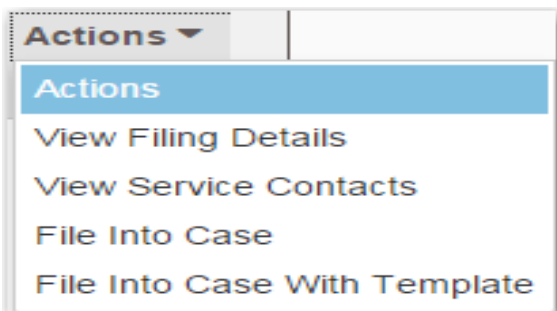 Actions
Actions
View Filing Details
View Service Contacts
File Into Case
File Into Case With Template